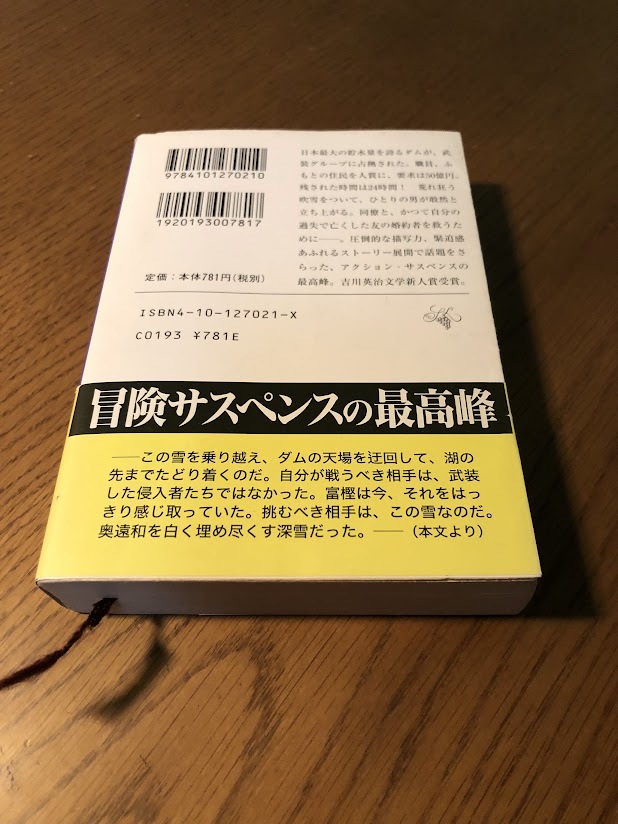 9784101270210
1920193007817
定価：本体781円（税別）
ISBN4-10-127021-X
C0193 ¥781E
日本最大の貯水量を誇るダムが、武
装グループに占拠された。職員、ふ
もとの住民を人質に、要求は50億円、
残された時間は24時間！　荒れ狂う
吹雪をついて、ひとりの男が敢然と
立ち上がる。同僚と、かつて自分の
過失で亡くした友の婚約者を救うた
めに――。圧倒的な描写力、緊迫感
あふれるストーリー展開で話題をさ
らった、アクション・サスペンスの
最高峰。吉川英治文学新人賞受賞。
冒険サスペンスの最高峰
――この雪を乗り越え、ダムの天場を迂回して、湖の
先までたどり着くのだ。自分が戦うべき相手は、武装
した侵入者たちではなかった。富樫は今、それをはっ
きり感じ取っていた。挑むべき相手は、この雪なのだ。
奥遠和を白く埋め尽くす深雪だった。――（本文より）